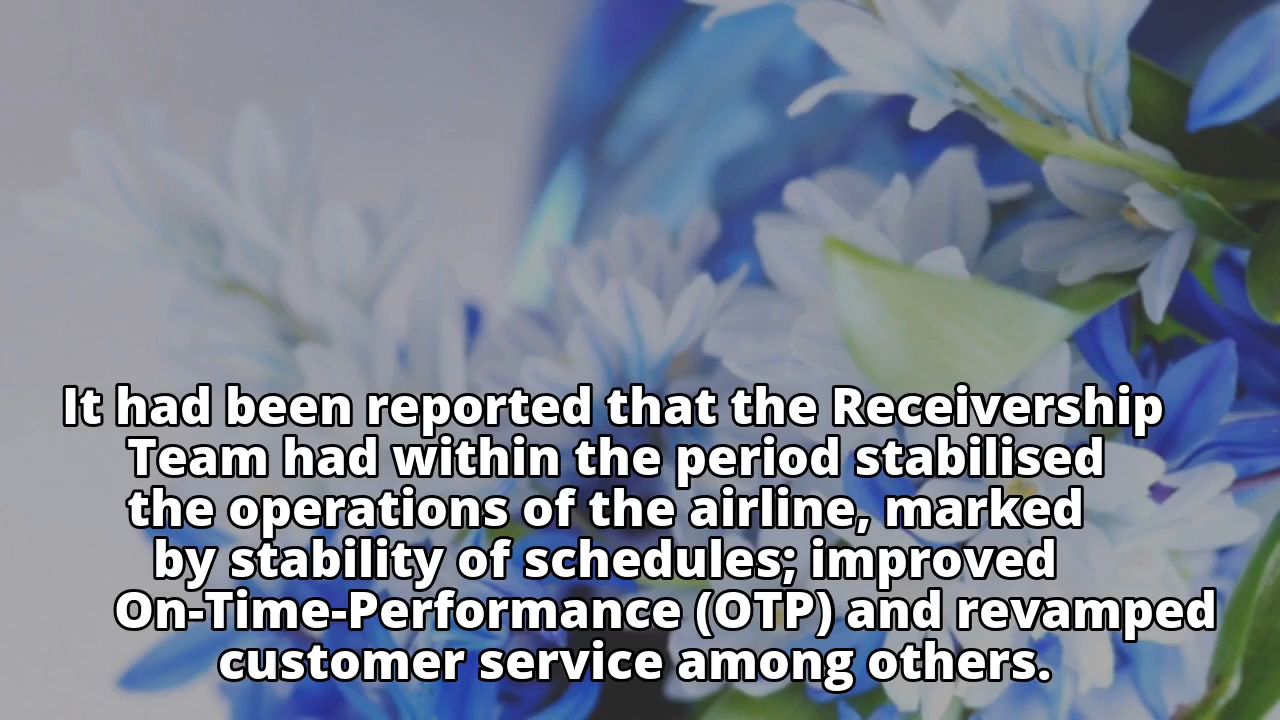 It had been reported that the Receivership
Team had within the period stabilised
the operations of the airline, marked
by stability of schedules; improved
On-Time-Performance (OTP) and revamped
customer service among others.